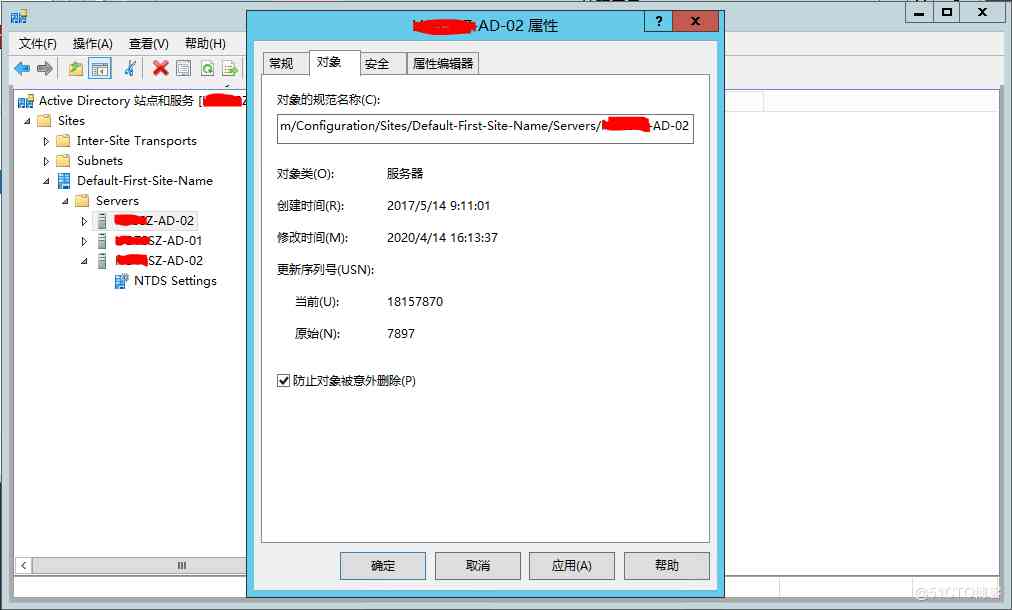 -AD-02 属性
?
x
文件(F) 操作(A) 查看(V) 帮助(H)
Active Directory 站点和服务 [
Sites
Inter-Site Transports
Subnets
Default-First-Site-Name
Servers
Z-AD-02
SZ-AD-01
SZ-AD-02
NTDS Settings
常规 对象 安全 属性编辑器
对象的规范名称(C):
m/Configuration/Sites/Default-First-Site-Name/Servers/ -AD-02
对象类(O): 服务器
创建时间(R): 2017/5/14 9:11:01
修改时间(M): 2020/4/14 16:13:37
更新序列号(USN):
当前(U): 18157870
原始(N): 7897
防止对象被意外删除(P)
确定 取消 应用(A) 帮助
@51CTO博客